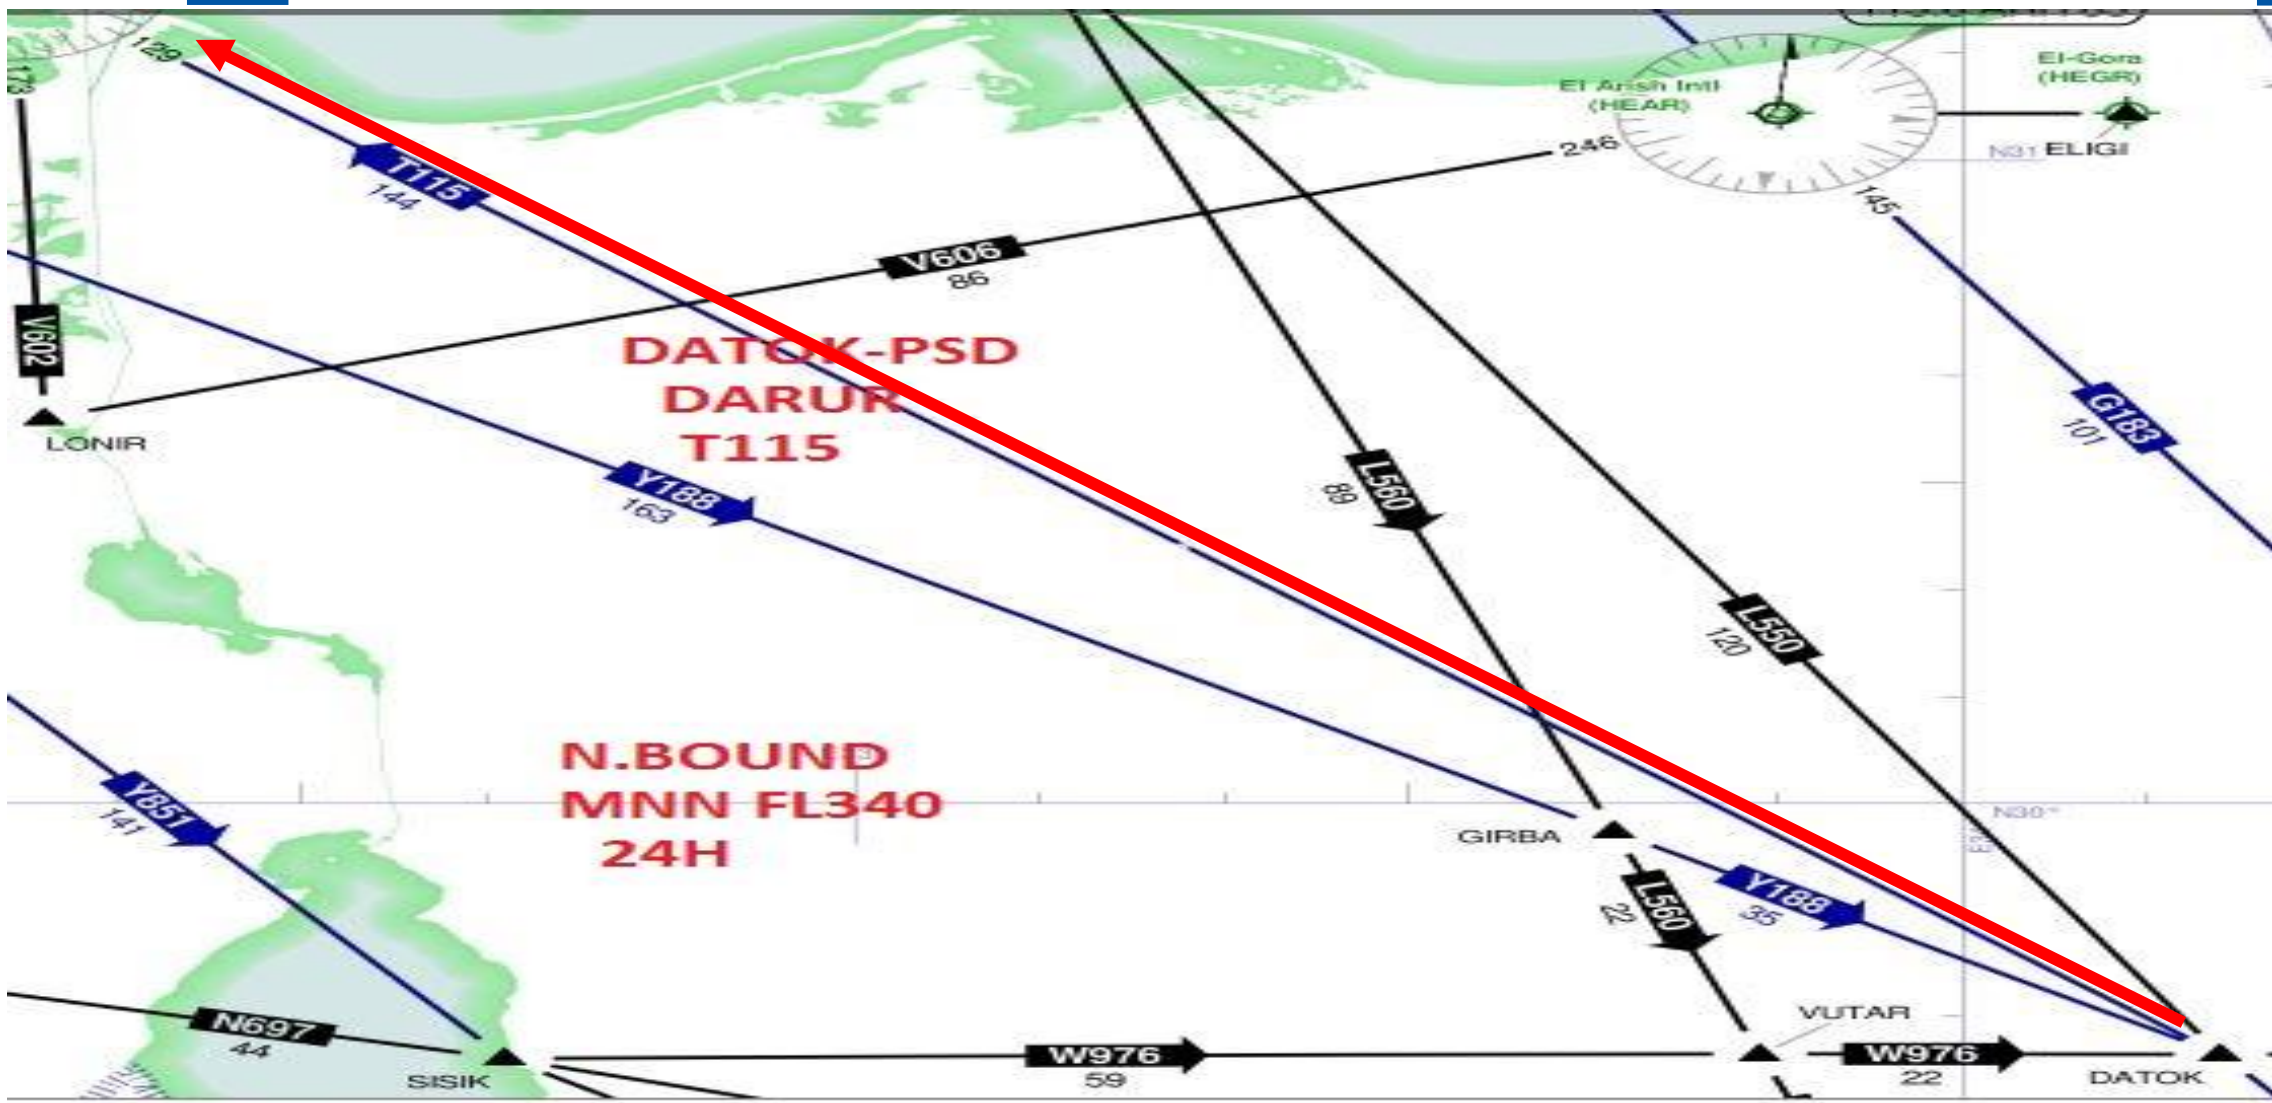 129
173
El Arish Intl
(HEAR)
El-Gora
(HEGR)
N31
ELIGI
246
145
T115
144
V606
86
V602
LONIR
DATOK-PSD
DARUR
T115
G183
101
Y188
163
L560
89
L550
120
N.BOUND
MNN FL340
24H
Y851
141
N30°
GIRBA
Y188
35
L560
22
N697
44
SISIK
W976
59
VUTAR
W976
22
DATOK